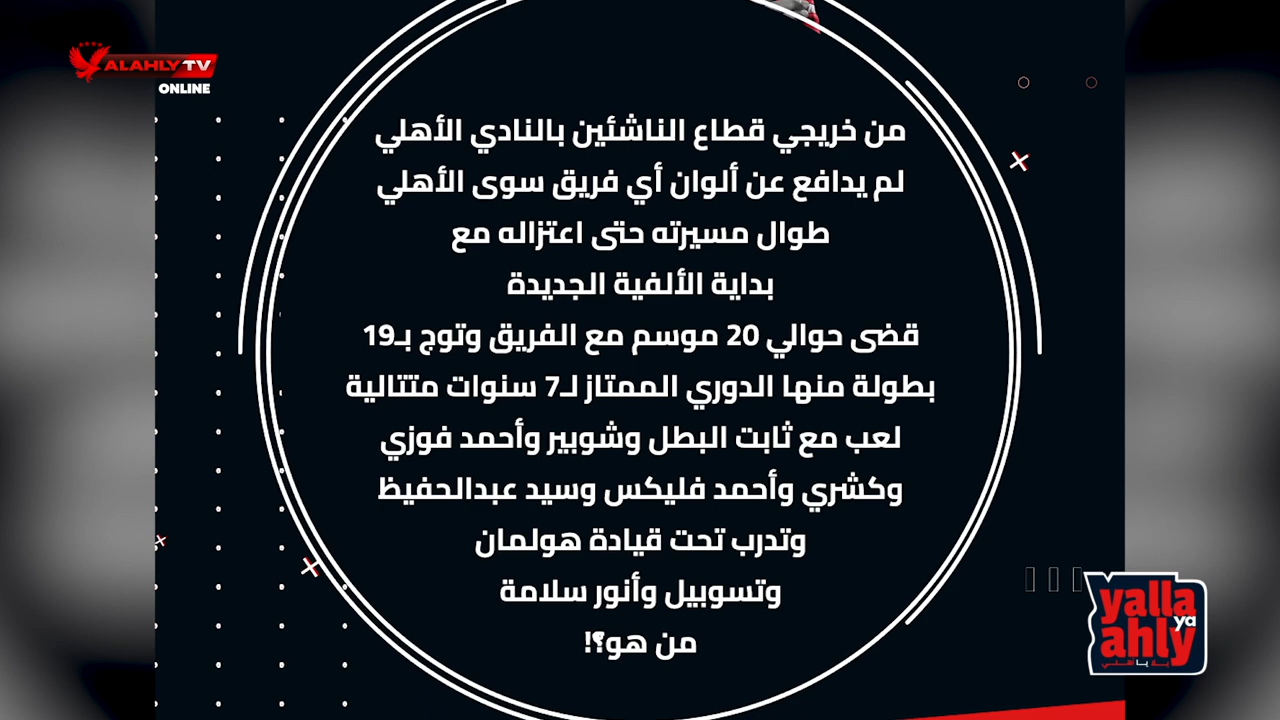 ALAHLY TV
ONLINE
من خريجي قطاع الناشئين بالنادي الأهلي
لم يدافع عن ألوان أي فريق سوى الأهلي
طوال مسيرته حتى اعتزاله مع
بداية الألفية الجديدة
قضى حوالي 20 موسم مع الفريق وتوج بـ19
بطولة منها الدوري الممتاز لـ7 سنوات متتالية
لعب مع ثابت البطل وشوبير وأحمد فوزي
وكشري وأحمد فليكس وسيد عبدالحفيظ
وتدرب تحت قيادة هولمان
وتسوبيل وأنور سلامة
من هو؟!
yalla
ya
ahly
يلا يا أهلي